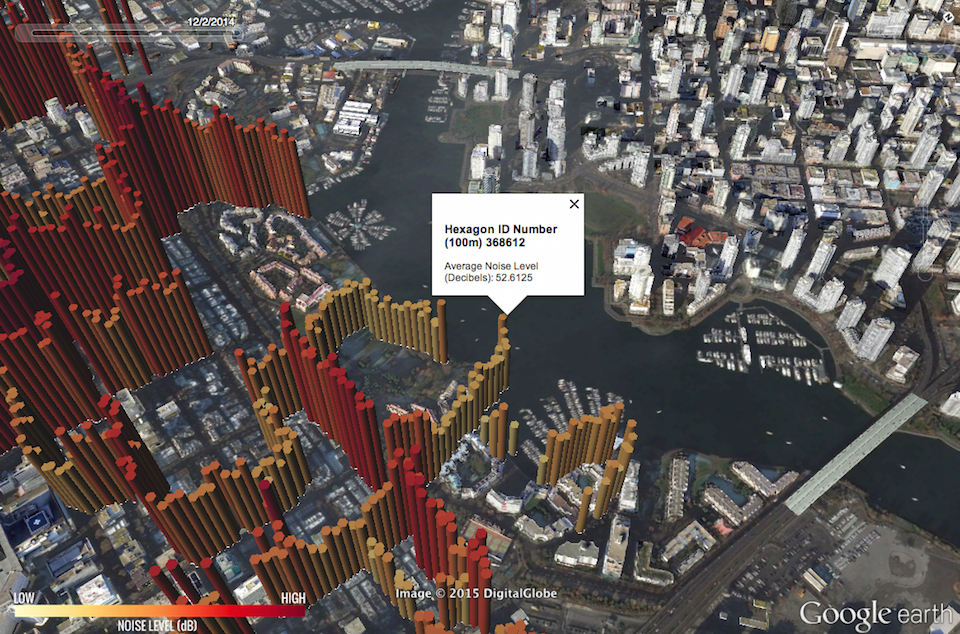 12/2/2014
Hexagon ID Number
(100m) 368612
Average Noise Level
(Decibels): 52.6125
Image © 2015 DigitalGlobe
LOW
HIGH
NOISE LEVEL (dB)
Google earth